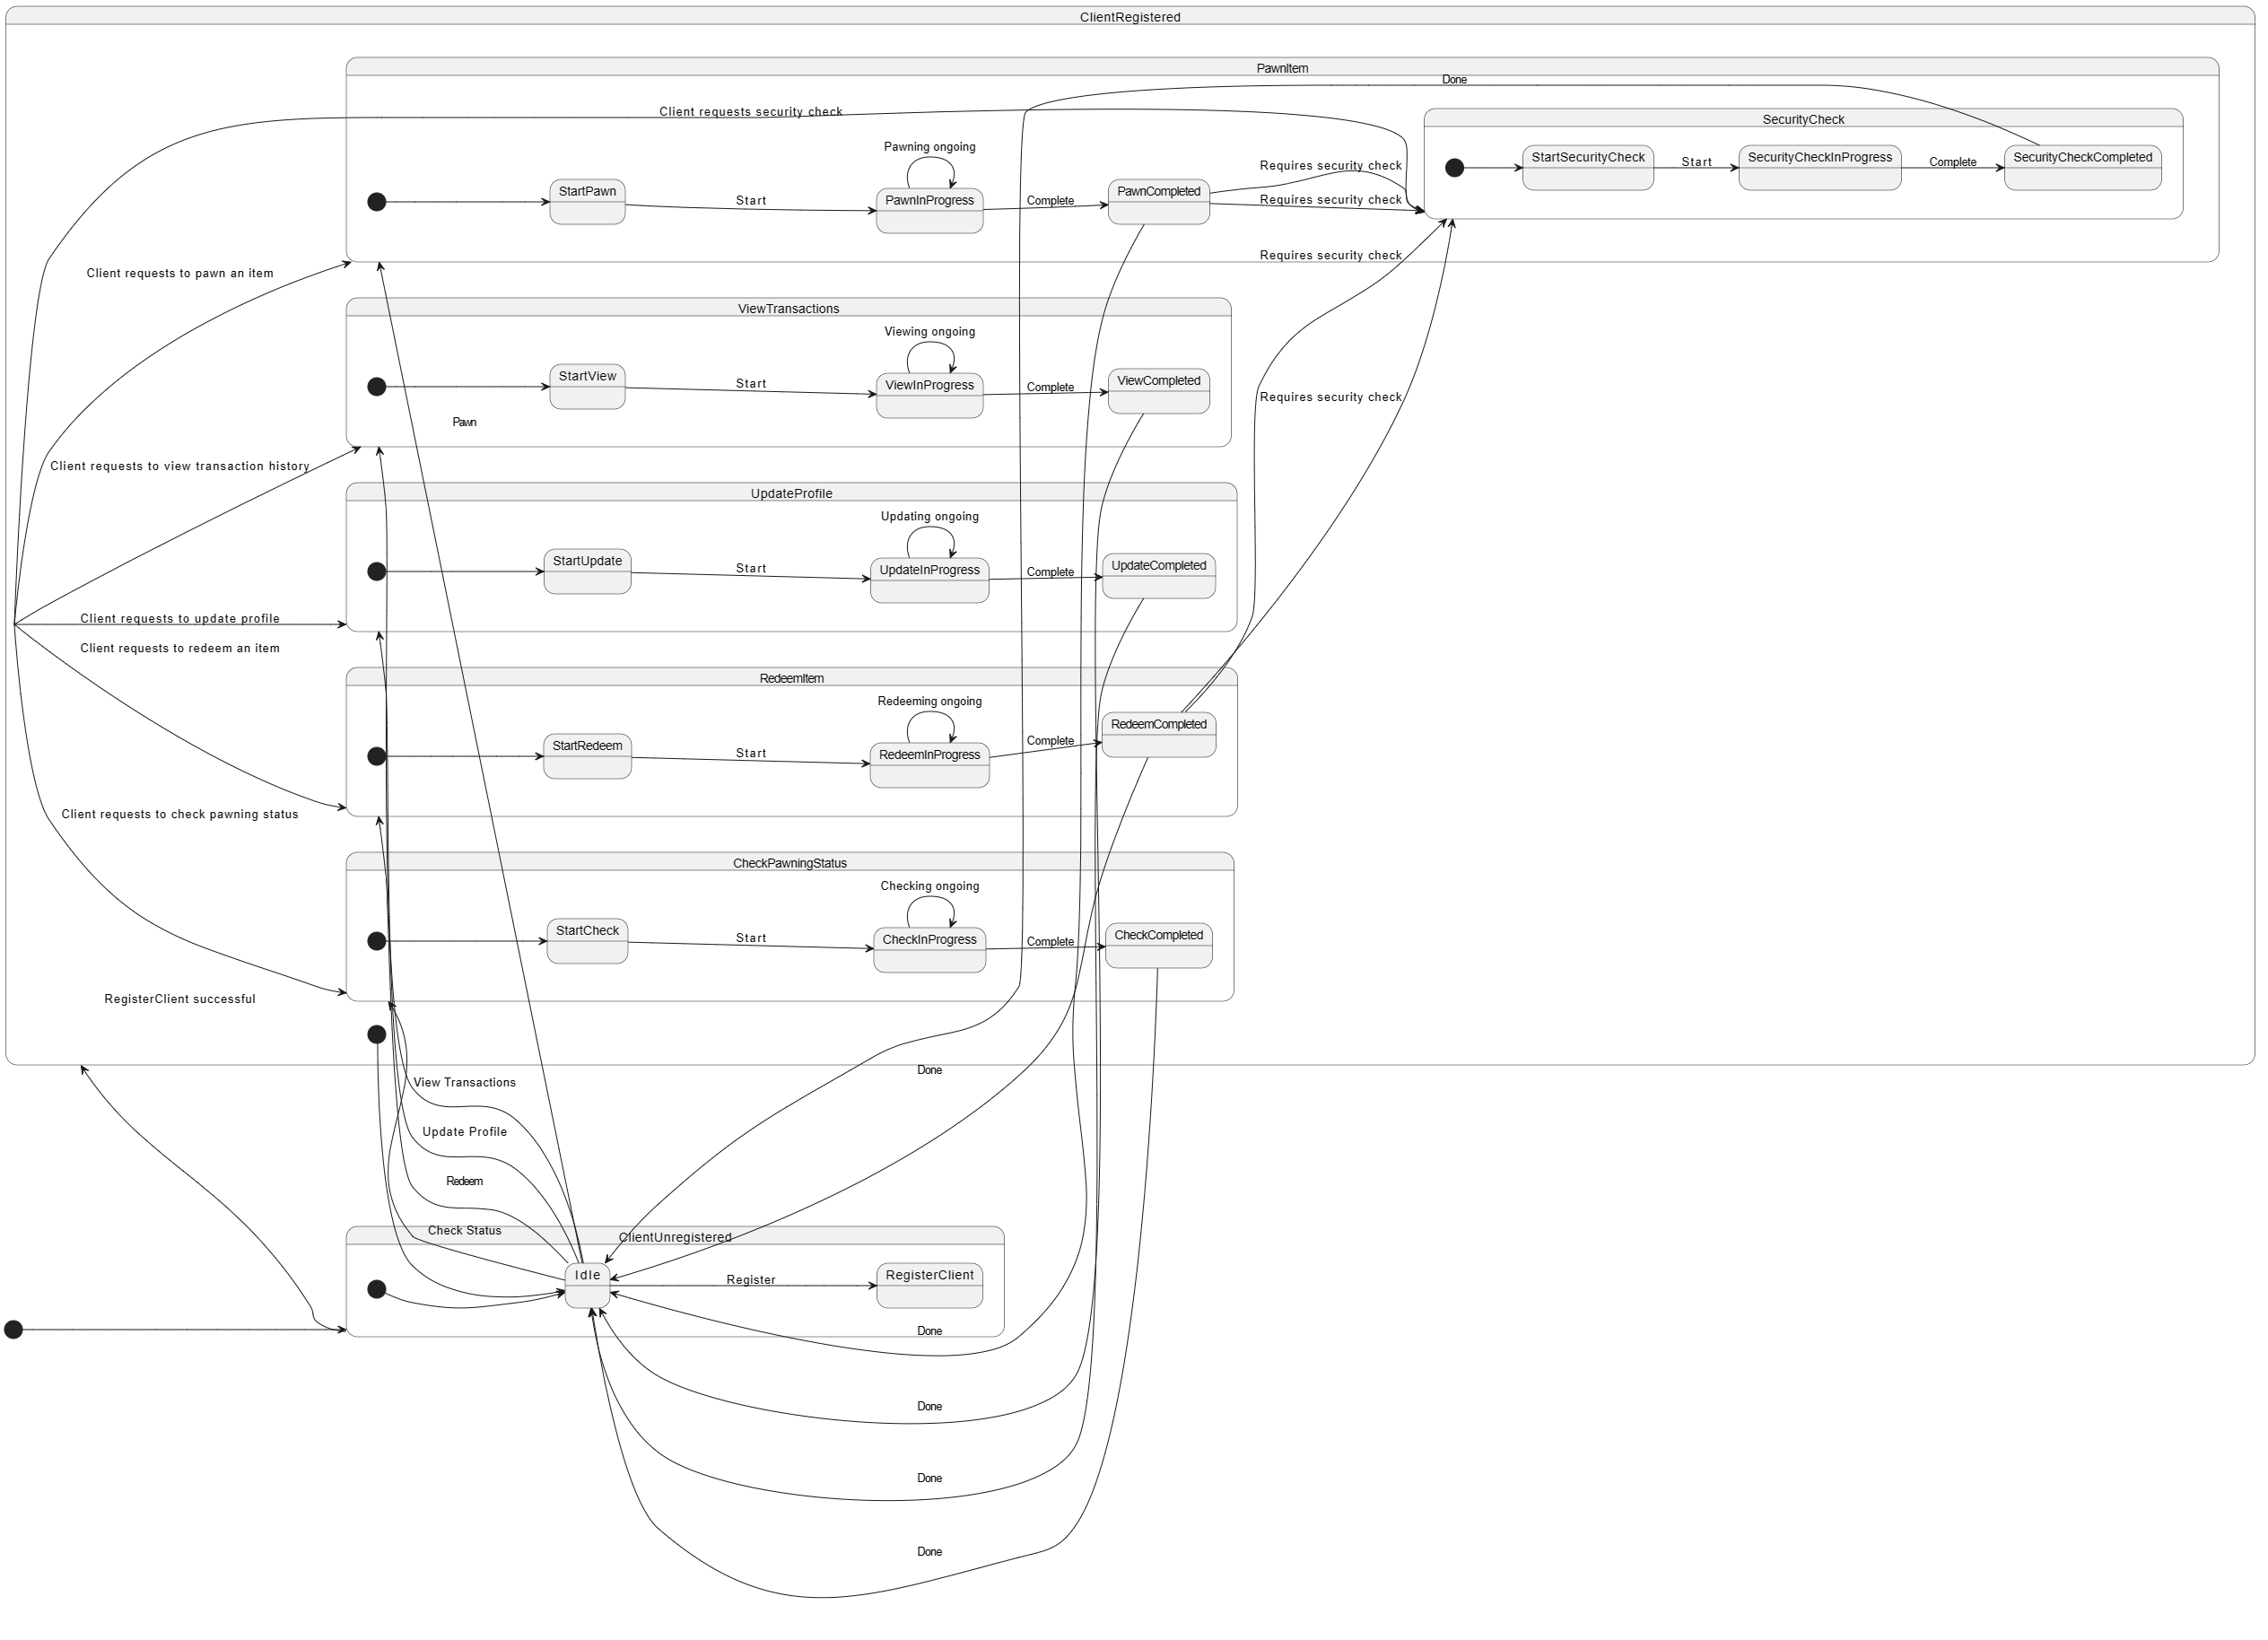 ClientRegistered
PawnItem
Done
Client requests security check
SecurityCheck
Pawning ongoing
StartSecurityCheck
Start
SecurityCheckInProgress
Complete
SecurityCheckCompleted
Requires security check
StartPawn
Start
PawnInProgress
Complete
PawnCompleted
Requires security check
Requires security check
Client requests to pawn an item
ViewTransactions
Viewing ongoing
StartView
Start
ViewInProgress
Complete
ViewCompleted
Requires security check
Pawn
Client requests to view transaction history
UpdateProfile
Updating ongoing
StartUpdate
Start
UpdateInProgress
Complete
UpdateCompleted
Client requests to update profile
Client requests to redeem an item
RedeemItem
Redeeming ongoing
StartRedeem
Start
RedeemInProgress
Complete
RedeemCompleted
Client requests to check pawning status
CheckPawningStatus
Checking ongoing
StartCheck
Start
CheckInProgress
Complete
CheckCompleted
RegisterClient successful
Done
View Transactions
Update Profile
Redeem
Check Status
ClientUnregistered
Idle
Register
RegisterClient
Done
Done
Done
Done